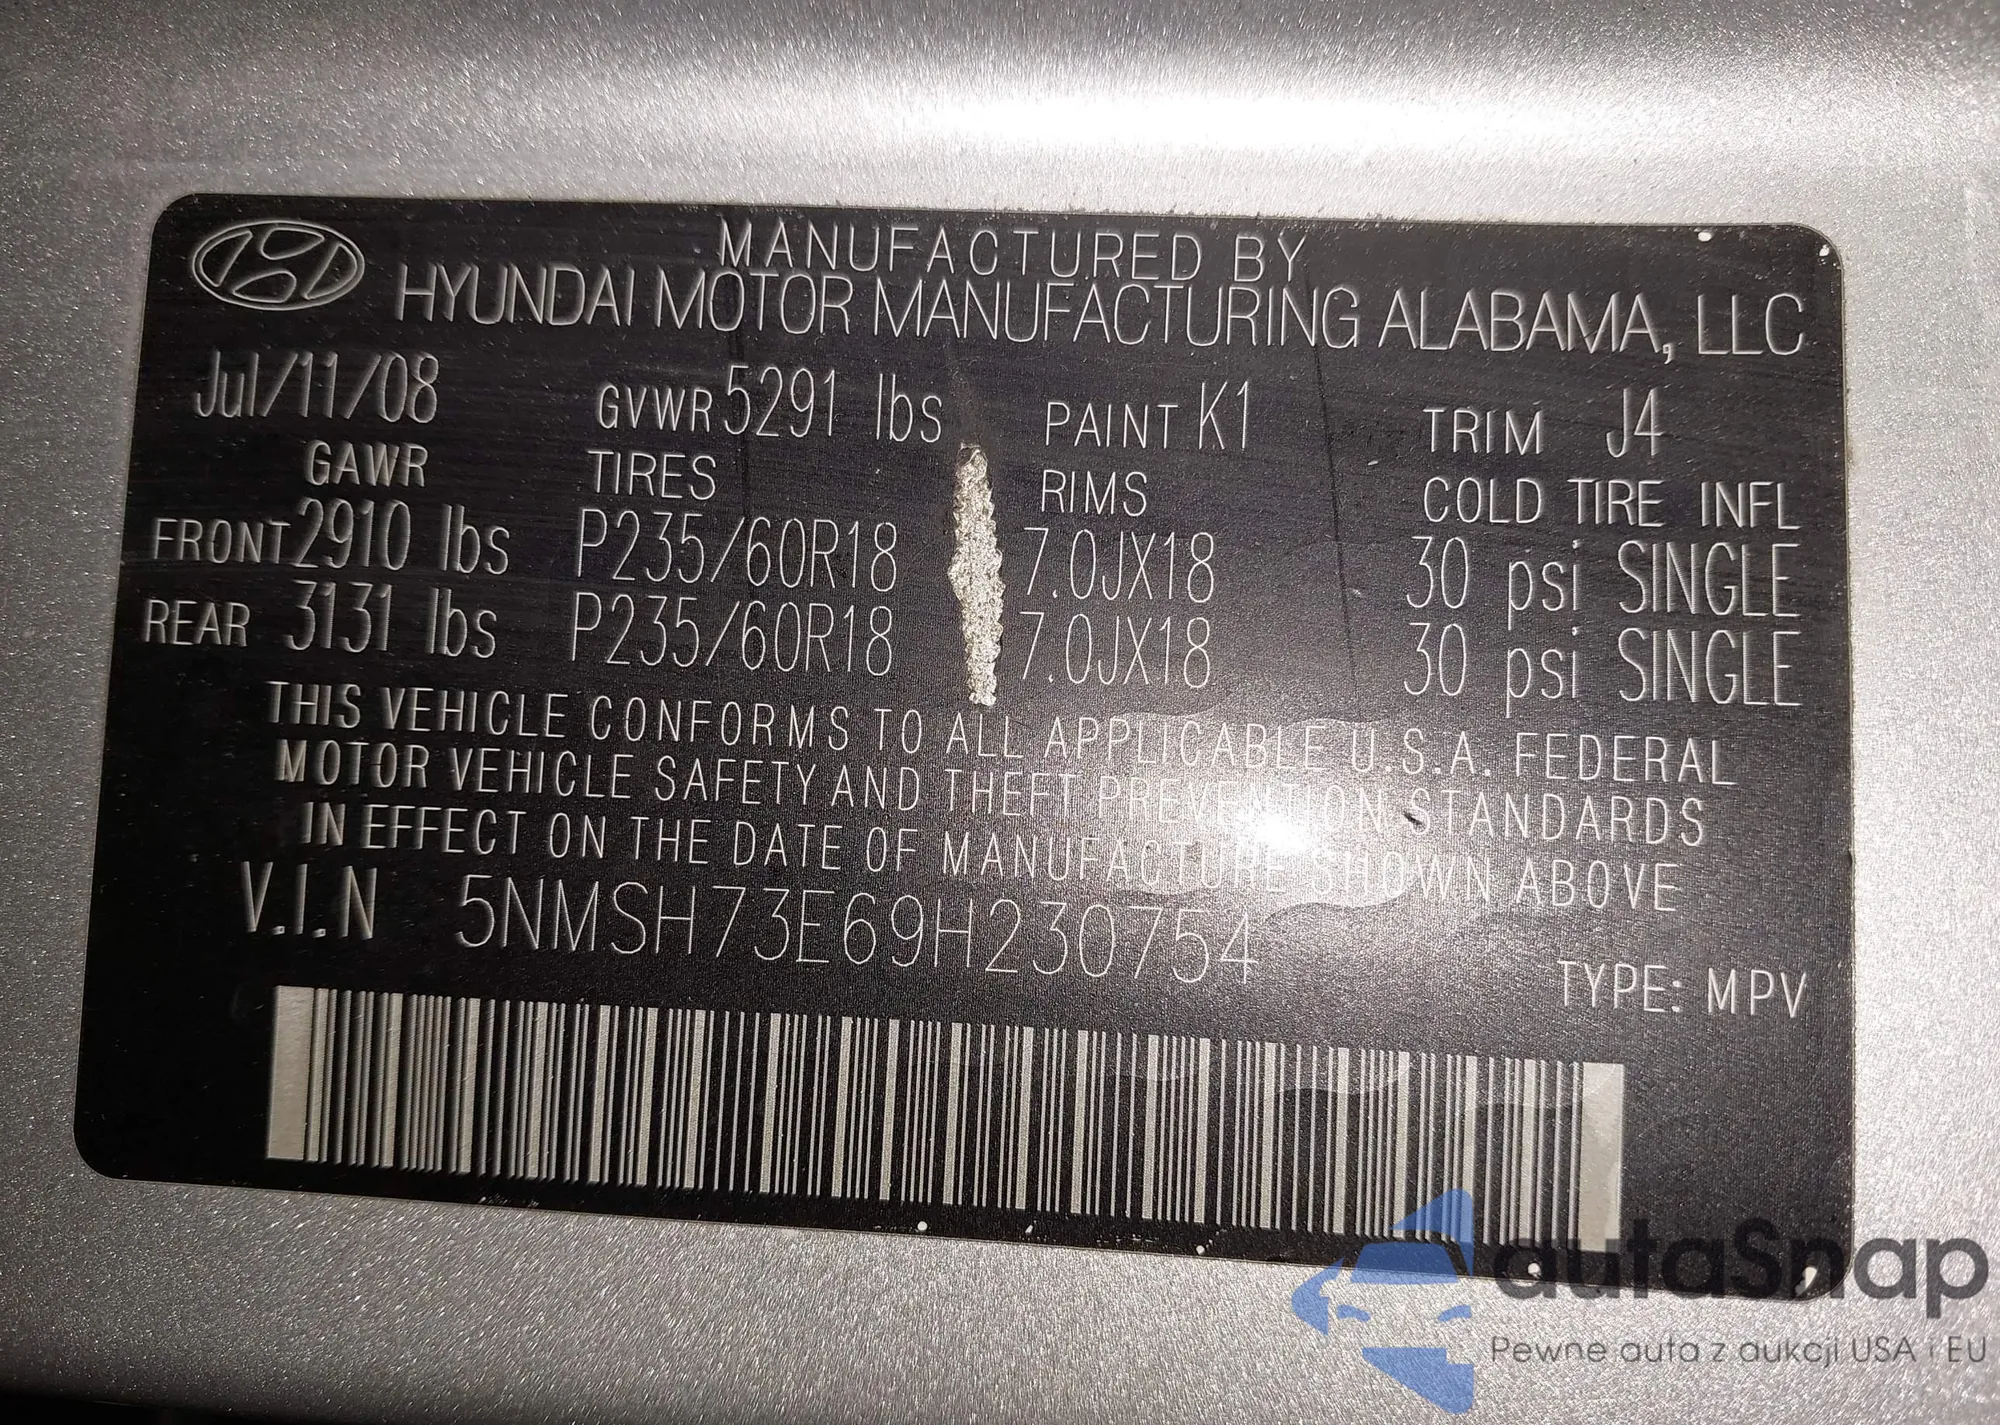 MANUFACTURED BY
HYUNDAI MOTOR MANUFACTURING ALABAMA, LLC
Jul/11/08 GVWR 5291 lbs PAINT K1 TRIM J4
GAWR TIRES RIMS COLD TIRE INFL
FRONT 2910 lbs P235/60R18 7.0JX18 30 psi SINGLE
REAR 3131 lbs P235/60R18 7.0JX18 30 psi SINGLE
THIS VEHICLE CONFORMS TO ALL APPLICABLE U.S.A. FEDERAL
MOTOR VEHICLE SAFETY AND THEFT PREVENTION STANDARDS
IN EFFECT ON THE DATE OF MANUFACTURE SHOWN ABOVE
V.I.N 5NMSH73E69H230754
TYPE: MPV
autaSnap
Pewne auta z aukcji USA i EU